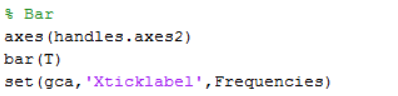 % Bar
axes(handles.axes2)
bar(T)
set(gca,'Xticklabel',Frequencies)